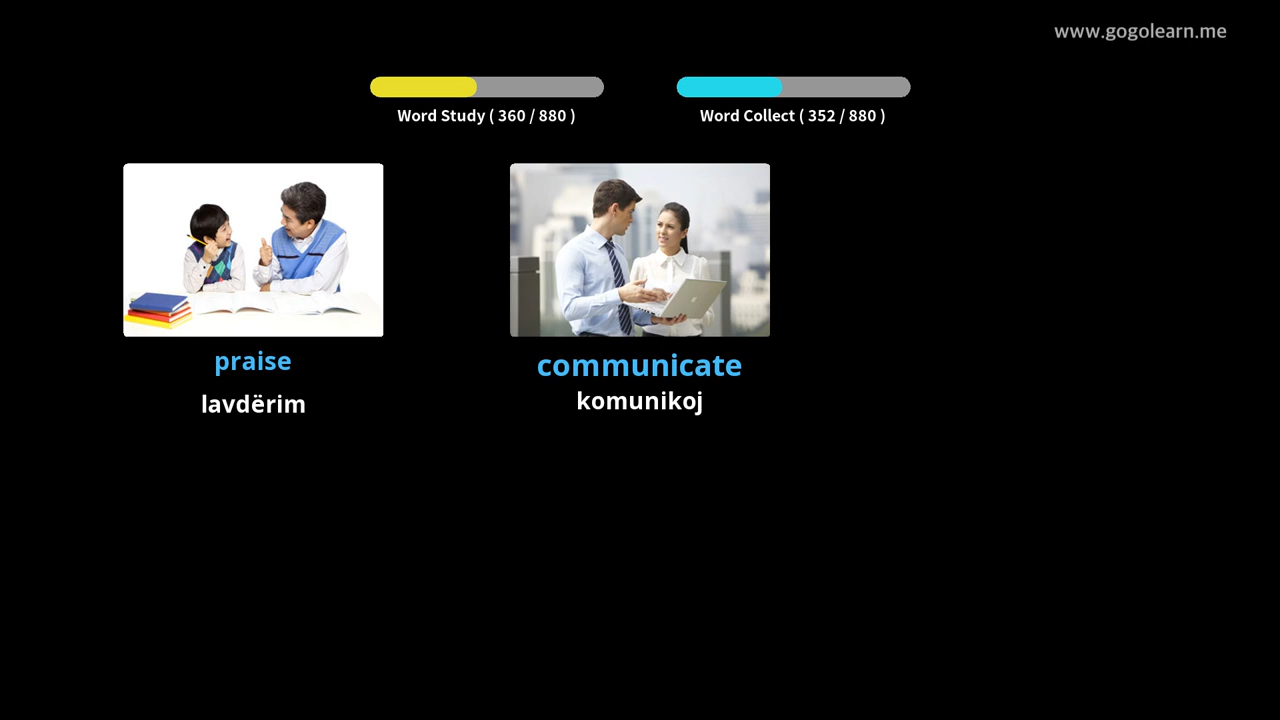 www.gogolearn.me
Word Study ( 360 / 880 )
Word Collect ( 352 / 880 )
praise
lavdërim
communicate
komunikoj